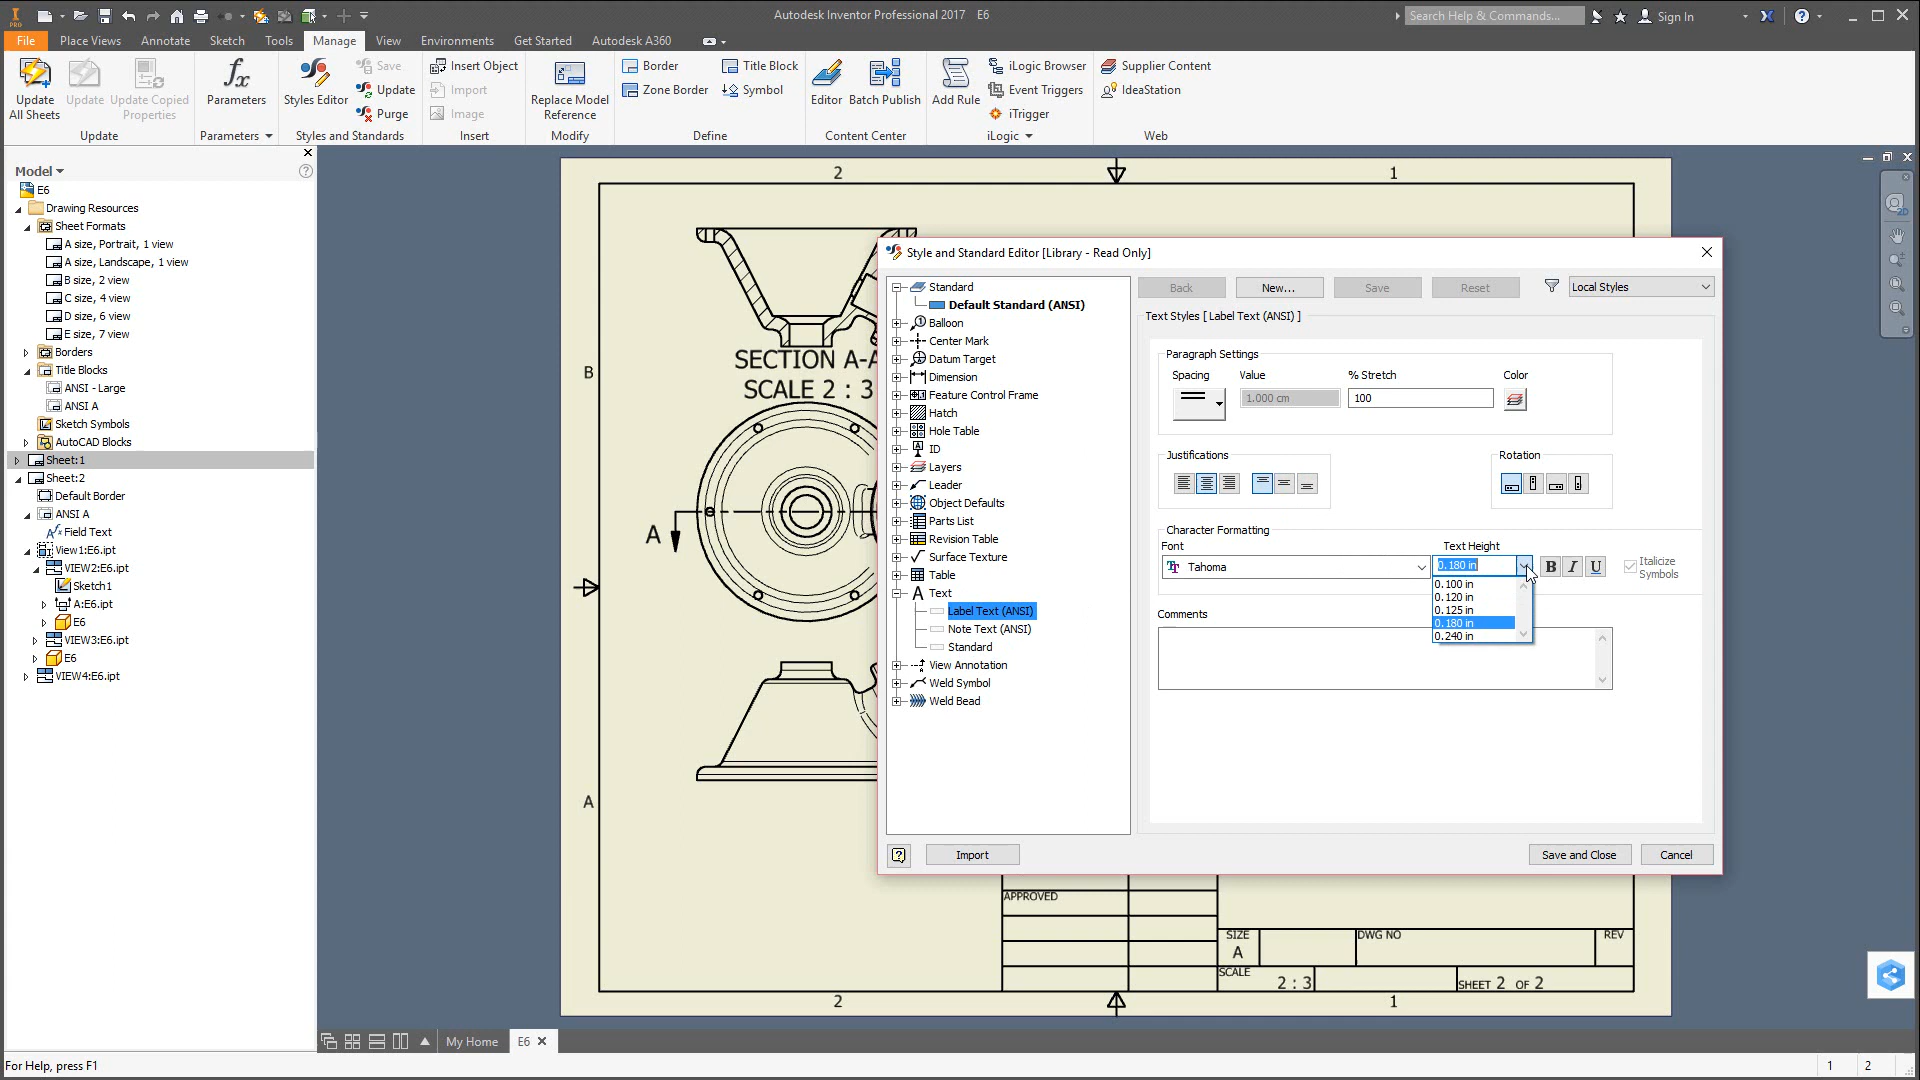 PRO
Autodesk Inventor Professional 2017 E6
Search Help & Commands...
Sign In
File Place Views Annotate Sketch Tools Manage View Environments Get Started Autodesk A360
Update All Sheets
Update
Update Copied Properties
Update
fx
Parameters
Parameters
Styles Editor
Save
Update
Purge
Styles and Standards
Insert Object
Import
Image
Insert
Replace Model Reference
Modify
Border
Zone Border
Title Block
Symbol
Define
Editor
Batch Publish
Content Center
Add Rule
iLogic Browser
Event Triggers
iTrigger
iLogic
Supplier Content
IdeaStation
Web
Model
E6
Drawing Resources
Sheet Formats
A size, Portrait, 1 view
A size, Landscape, 1 view
B size, 2 view
C size, 4 view
D size, 6 view
E size, 7 view
Borders
Title Blocks
ANSI - Large
ANSI A
Sketch Symbols
AutoCAD Blocks
Sheet:1
Sheet:2
Default Border
ANSI A
Field Text
View1:E6.ipt
VIEW2:E6.ipt
Sketch1
A:E6.ipt
E6
VIEW3:E6.ipt
E6
VIEW4:E6.ipt
2
1
B
SECTION A-A
SCALE 2 : 3
A
A
2
1
APPROVED
SIZE
A
DWG NO
REV
SCALE
2 : 3
SHEET 2 OF 2
Style and Standard Editor [Library - Read Only]
Standard
Default Standard (ANSI)
Balloon
Center Mark
Datum Target
Dimension
Feature Control Frame
Hatch
Hole Table
ID
Layers
Leader
Object Defaults
Parts List
Revision Table
Surface Texture
Table
Text
Label Text (ANSI)
Note Text (ANSI)
Standard
View Annotation
Weld Symbol
Weld Bead
Back
New...
Save
Reset
Local Styles
Text Styles [ Label Text (ANSI) ]
Paragraph Settings
Spacing
Value
% Stretch
Color
1.000 cm
100
Justifications
Rotation
Character Formatting
Font
Text Height
Tahoma
0.180 in
B I U
Italicize Symbols
0.100 in
0.120 in
0.125 in
0.180 in
0.240 in
Comments
Import
Save and Close
Cancel
2D
My Home
E6
For Help, press F1
1
2